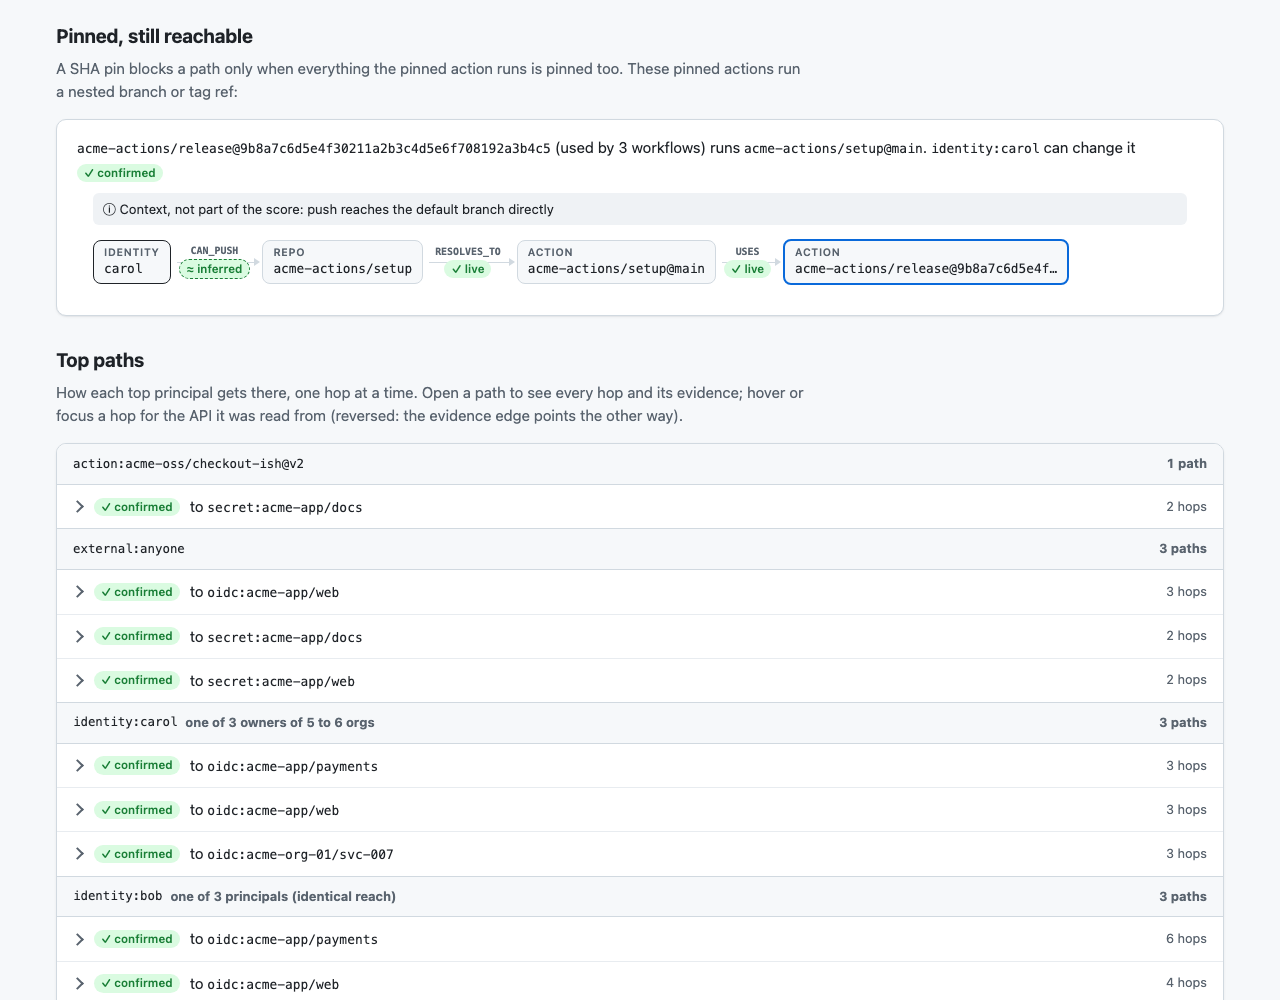 Pinned, still reachable
A SHA pin blocks a path only when everything the pinned action runs is pinned too. These pinned actions run
a nested branch or tag ref:
acme-actions/release@9b8a7c6d5e4f30211a2b3c4d5e6f708192a3b4c5 (used by 3 workflows) runs acme-actions/setup@main. identity:carol can change it
✓ confirmed
ⓘ Context, not part of the score: push reaches the default branch directly
IDENTITY CAN_PUSH REPO RESOLVES_TO ACTION USES ACTION
carol ≈ inferred acme-actions/setup ✓ live acme-actions/setup@main ✓ live acme-actions/release@9b8a7c6d5e4f…
Top paths
How each top principal gets there, one hop at a time. Open a path to see every hop and its evidence; hover or
focus a hop for the API it was read from (reversed: the evidence edge points the other way).
action:acme-oss/checkout-ish@v2 1 path
✓ confirmed to secret:acme-app/docs 2 hops
external:anyone 3 paths
✓ confirmed to oidc:acme-app/web 3 hops
✓ confirmed to secret:acme-app/docs 2 hops
✓ confirmed to secret:acme-app/web 2 hops
identity:carol one of 3 owners of 5 to 6 orgs 3 paths
✓ confirmed to oidc:acme-app/payments 3 hops
✓ confirmed to oidc:acme-app/web 3 hops
✓ confirmed to oidc:acme-org-01/svc-007 3 hops
identity:bob one of 3 principals (identical reach) 3 paths
✓ confirmed to oidc:acme-app/payments 6 hops
✓ confirmed to oidc:acme-app/web 4 hops